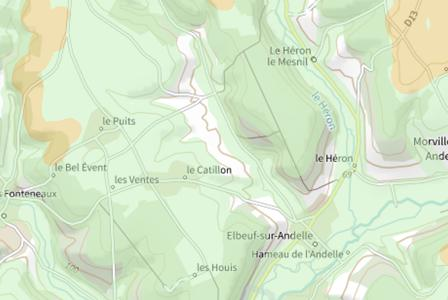 D13
Le Héron
le Mesnil
le Héron
le Puits
Morville
Ande
le Héron
le Bel Évent
le Catillon
69
les Ventes
s Fonteneaux
Elbeuf-sur-Andelle
Hameau de l'Andelle
100
les Houis